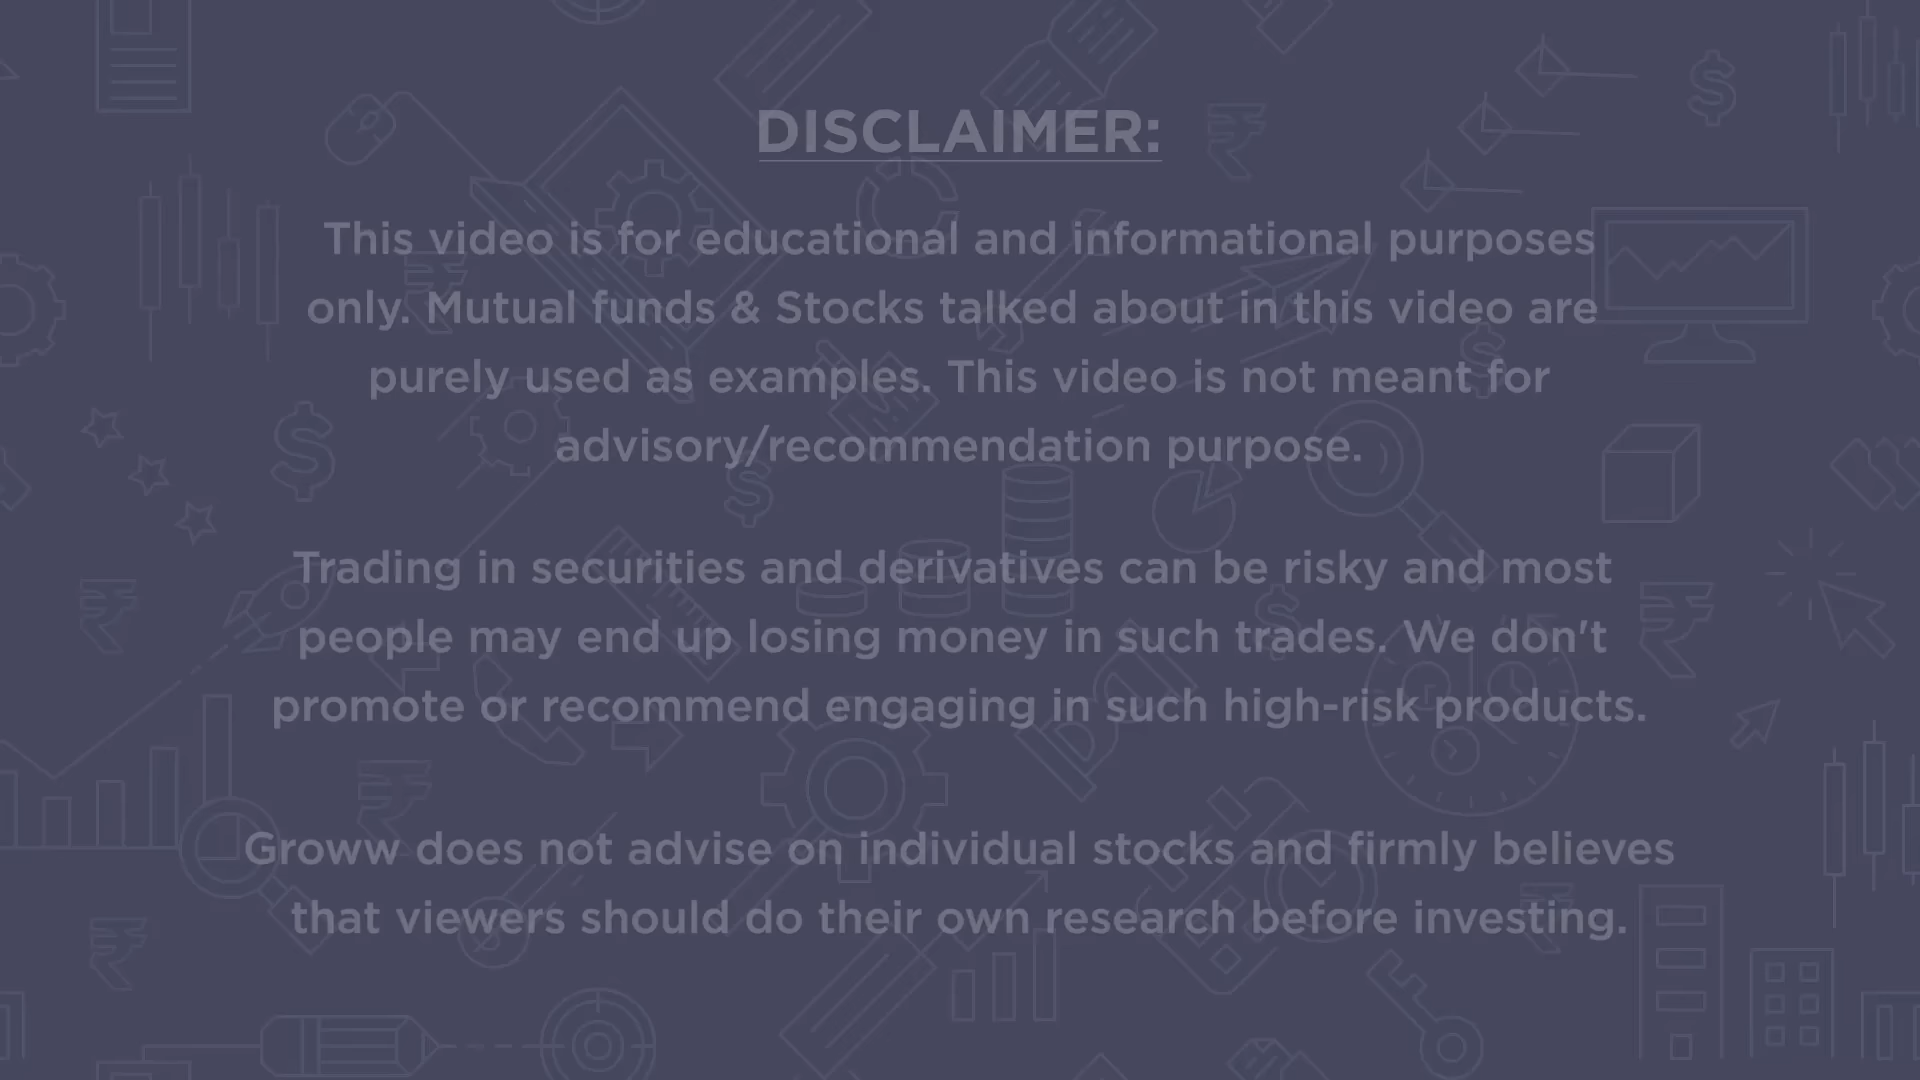 DISCLAIMER:
This video is for educational and informational purposes
only. Mutual funds & Stocks talked about in this video are
purely used as examples. This video is not meant for
advisory/recommendation purpose.
Trading in securities and derivatives can be risky and most
people may end up losing money in such trades. We don't
promote or recommend engaging in such high-risk products.
Groww does not advise on individual stocks and firmly believes
that viewers should do their own research before investing.